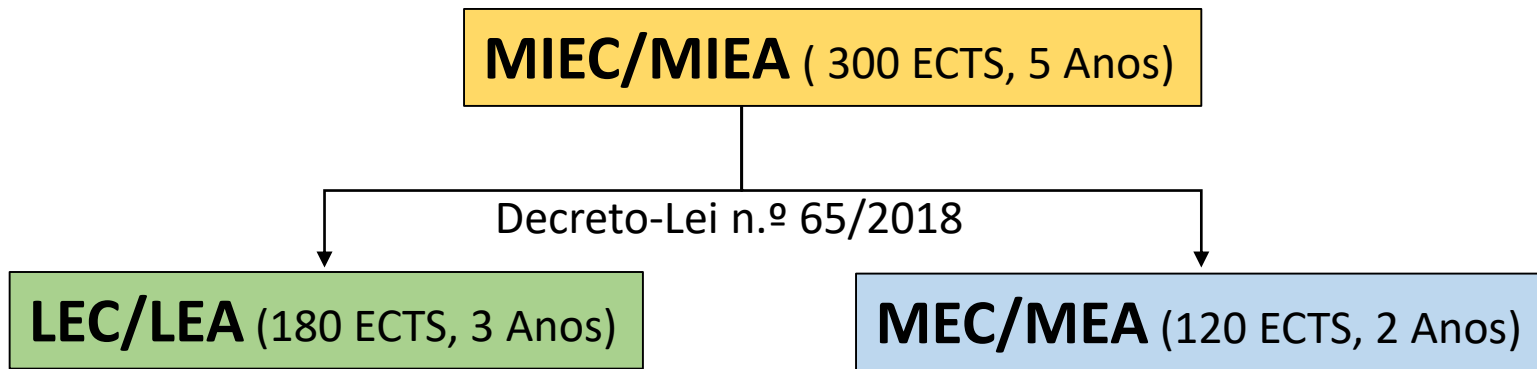 MIEC/MIEA ( 300 ECTS, 5 Anos)
Decreto-Lei n.º 65/2018
LEC/LEA (180 ECTS, 3 Anos)
MEC/MEA (120 ECTS, 2 Anos)